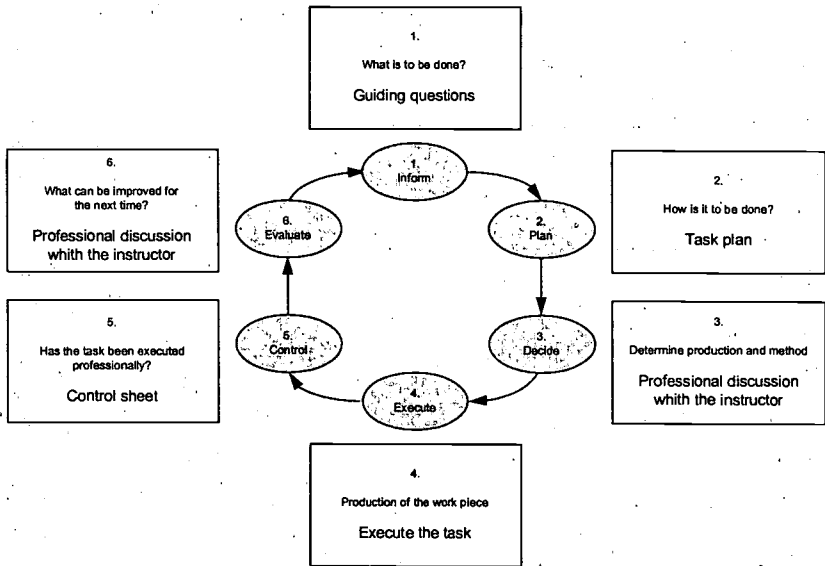 1.
What is to be done?
Guiding questions
6.
What can be improved for
the next time?
Professional discussion
whith the instructor
1.
Inform
2.
How is it to be done?
Task plan
6.
Evaluate
2.
Plan
5.
Has the task been executed
professionally?
Control sheet
5.
Control
3.
Decide
3.
Determine production and method
Professional discussion
whith the instructor
4.
Execute
4.
Production of the work piece
Execute the task